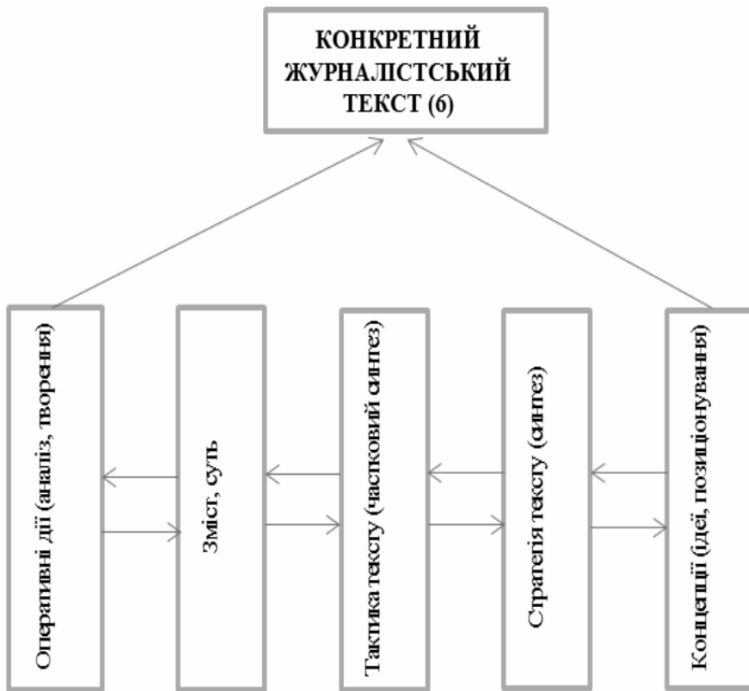 КОНКРЕТНИЙ
ЖУРНАЛІСТСЬКИЙ
ТЕКСТ (6)
Оперативні дії (аналіз, творення)
Зміст, суть
Тактика тексту (частковий синтез)
Стратегія тексту (синтез)
Концепції (ідеї, позиціонування)